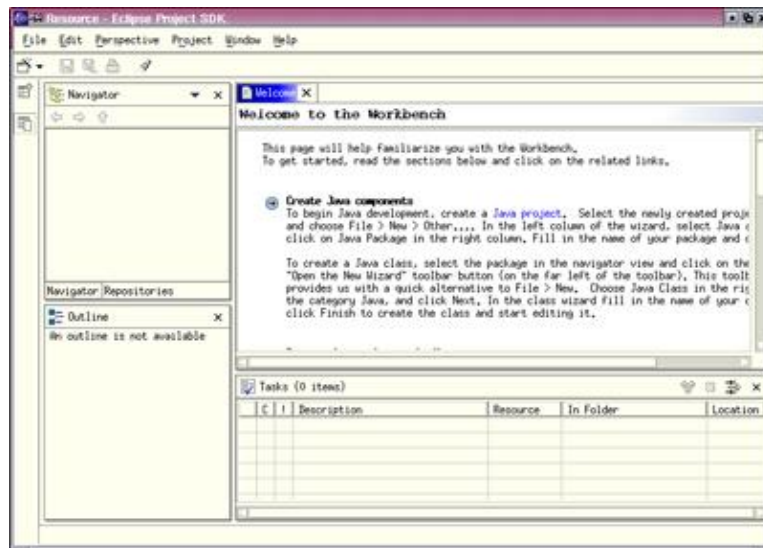 Resource - Eclipse Project SDK
File Edit Perspective Project Window Help
Navigator
Welcome
Welcome to the Workbench
This page will help familiarize you with the Workbench.
To get started, read the sections below and click on the related links.
Create Java components
To begin Java development, create a Java project. Select the newly created proje
and choose File > New > Other.... In the left column of the wizard, select Java
click on Java Package in the right column. Fill in the name of your package and
To create a Java class, select the package in the navigator view and click on the
"Open the New Wizard" toolbar button (on the far left of the toolbar). This toolb
provides us with a quick alternative to File > New. Choose Java Class in the rig
the category Java, and click Next. In the class wizard fill in the name of your
click Finish to create the class and start editing it.
Navigator Repositories
Outline
An outline is not available
Tasks (0 items)
C ! Description Resource In Folder Location